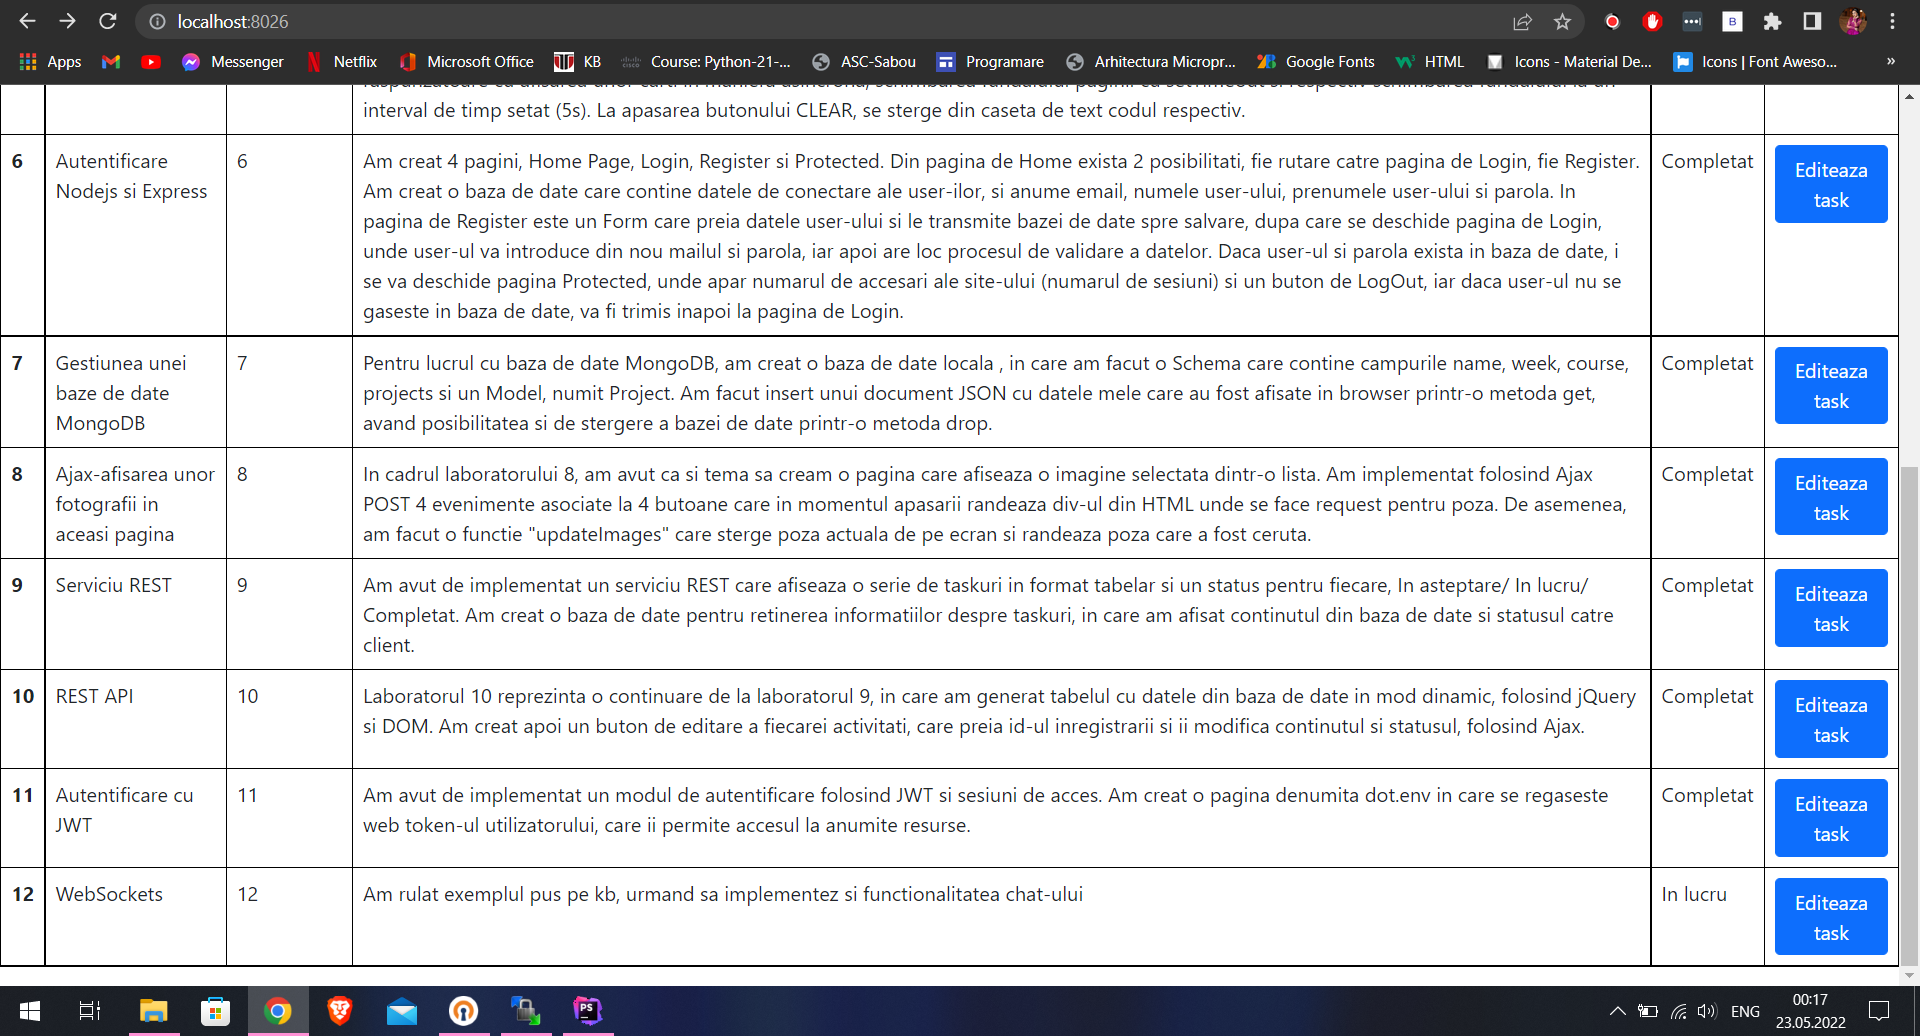 localhost:8026
Apps
Messenger
Netflix
Microsoft Office
KB
Course: Python-21-...
ASC-Sabou
Programare
Arhitectura Micropr...
Google Fonts
HTML
Icons - Material De...
Icons | Font Aweso...
»
interval de timp setat (5s). La apasarea butonului CLEAR, se sterge din caseta de text codul respectiv.
6
Autentificare
Nodejs si Express
6
Am creat 4 pagini, Home Page, Login, Register si Protected. Din pagina de Home exista 2 posibilitati, fie rutare catre pagina de Login, fie Register.
Am creat o baza de date care contine datele de conectare ale user-ilor, si anume email, numele user-ului, prenumele user-ului si parola. In
pagina de Register este un Form care preia datele user-ului si le transmite bazei de date spre salvare, dupa care se deschide pagina de Login,
unde user-ul va introduce din nou mailul si parola, iar apoi are loc procesul de validare a datelor. Daca user-ul si parola exista in baza de date, i
se va deschide pagina Protected, unde apar numarul de accesari ale site-ului (numarul de sesiuni) si un buton de LogOut, iar daca user-ul nu se
gaseste in baza de date, va fi trimis inapoi la pagina de Login.
Completat
Editeaza
task
7
Gestiunea unei
baze de date
MongoDB
7
Pentru lucrul cu baza de date MongoDB, am creat o baza de date locala , in care am facut o Schema care contine campurile name, week, course,
projects si un Model, numit Project. Am facut insert unui document JSON cu datele mele care au fost afisate in browser printr-o metoda get,
avand posibilitatea si de stergere a bazei de date printr-o metoda drop.
Completat
Editeaza
task
8
Ajax-afisarea unor
fotografii in
aceasi pagina
8
In cadrul laboratorului 8, am avut ca si tema sa cream o pagina care afiseaza o imagine selectata dintr-o lista. Am implementat folosind Ajax
POST 4 evenimente asociate la 4 butoane care in momentul apasarii randeaza div-ul din HTML unde se face request pentru poza. De asemenea,
am facut o functie "updateImages" care sterge poza actuala de pe ecran si randeaza poza care a fost ceruta.
Completat
Editeaza
task
9
Serviciu REST
9
Am avut de implementat un serviciu REST care afiseaza o serie de taskuri in format tabelar si un status pentru fiecare, In asteptare/ In lucru/
Completat. Am creat o baza de date pentru retinerea informatiilor despre taskuri, in care am afisat continutul din baza de date si statusul catre
client.
Completat
Editeaza
task
10
REST API
10
Laboratorul 10 reprezinta o continuare de la laboratorul 9, in care am generat tabelul cu datele din baza de date in mod dinamic, folosind jQuery
si DOM. Am creat apoi un buton de editare a fiecarei activitati, care preia id-ul inregistrarii si ii modifica continutul si statusul, folosind Ajax.
Completat
Editeaza
task
11
Autentificare cu
JWT
11
Am avut de implementat un modul de autentificare folosind JWT si sesiuni de acces. Am creat o pagina denumita dot.env in care se regaseste
web token-ul utilizatorului, care ii permite accesul la anumite resurse.
Completat
Editeaza
task
12
WebSockets
12
Am rulat exemplul pus pe kb, urmand sa implementez si functionalitatea chat-ului
In lucru
Editeaza
task
PS
ENG
00:17
23.05.2022